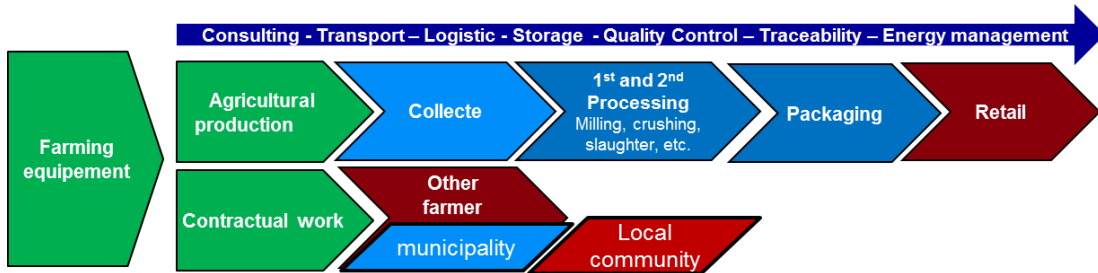 Consulting - Transport – Logistic - Storage - Quality Control – Traceability – Energy management
Farming
equipement
Agricultural
production
Collecte
1st and 2nd
Processing
Milling, crushing,
slaughter, etc.
Packaging
Retail
Contractual work
Other
farmer
municipality
Local
community